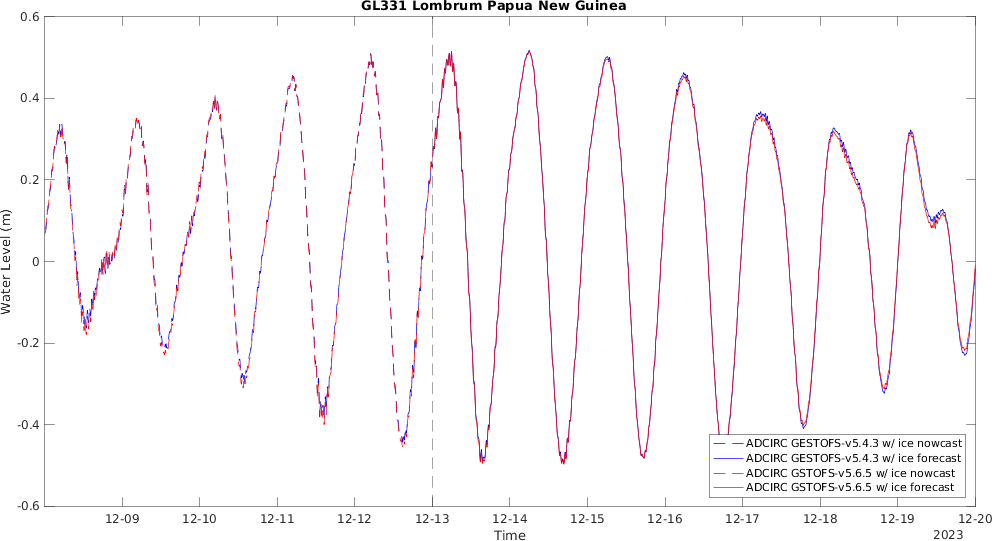 GL331 Lombrum Papua New Guinea
0.6
0.4
0.2
0
-0.2
-0.4
-0.6
Water Level (m)
ADCIRC GESTOFS-v5.4.3 w/ ice nowcast
ADCIRC GESTOFS-v5.4.3 w/ ice forecast
ADCIRC GSTOFS-v5.6.5 w/ ice nowcast
ADCIRC GSTOFS-v5.6.5 w/ ice forecast
12-09 12-10 12-11 12-12 12-13 12-14 12-15 12-16 12-17 12-18 12-19 12-20
Time
2023